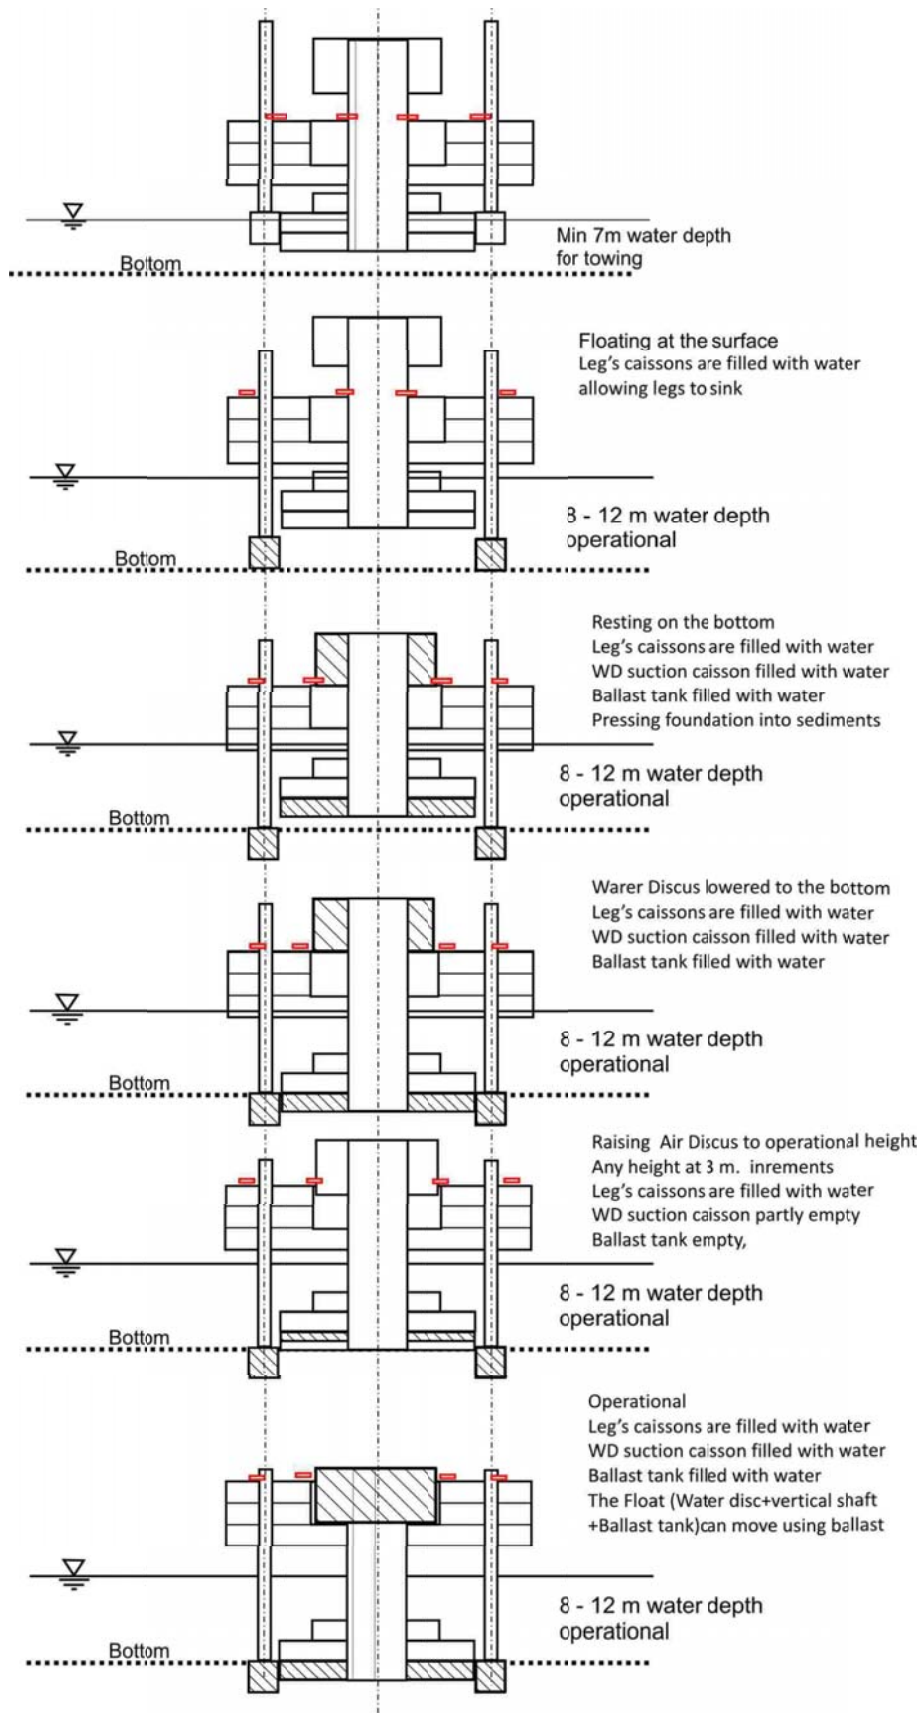 Min 7m water depth
for towing
Bottom
Floating at the surface
Leg's caissons are filled with water
allowing legs to sink
8 - 12 m water depth
operational
Bottom
Resting on the bottom
Leg's caissons are filled with water
WD suction caisson filled with water
Ballast tank filled with water
Pressing foundation into sediments
8 - 12 m water depth
operational
Bottom
Warer Discus lowered to the bottom
Leg's caissons are filled with water
WD suction caisson filled with water
Ballast tank filled with water
8 - 12 m water depth
operational
Bottom
Raising Air Discus to operational height
Any height at 3 m. inrements
Leg's caissons are filled with water
WD suction caisson partly empty
Ballast tank empty,
8 - 12 m water depth
operational
Bottom
Operational
Leg's caissons are filled with water
WD suction caisson filled with water
Ballast tank filled with water
The Float (Water disc+vertical shaft
+Ballast tank)can move using ballast
8 - 12 m water depth
operational
Bottom